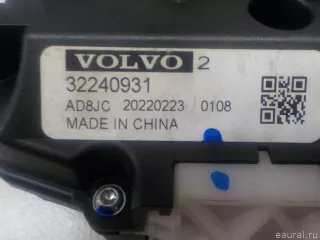 VOLVO 2
32240931
AD8JC 20220223 0108
MADE IN CHINA
eaural.ru